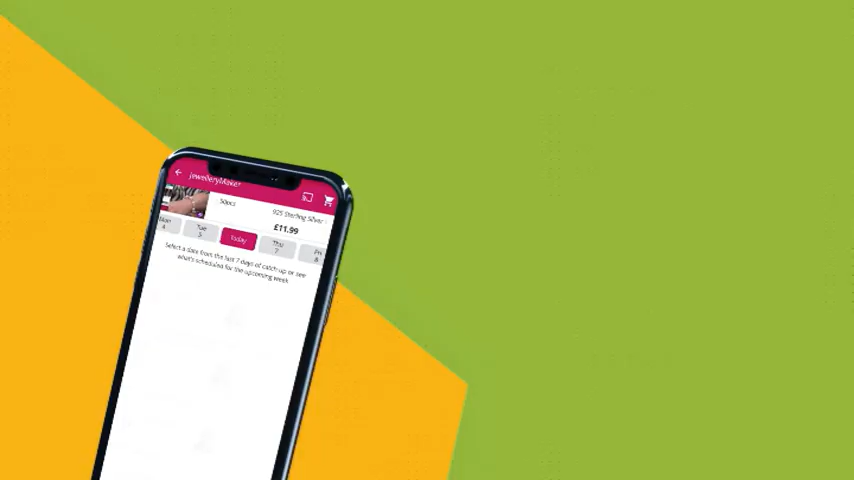 JewelleryMaker
50pcs
925 Sterling Silver
£11.99
Mon Tue Today Thu Fri
4 5 7 8
Select a date from the last 7 days of catch-up or see
what's scheduled for the upcoming week